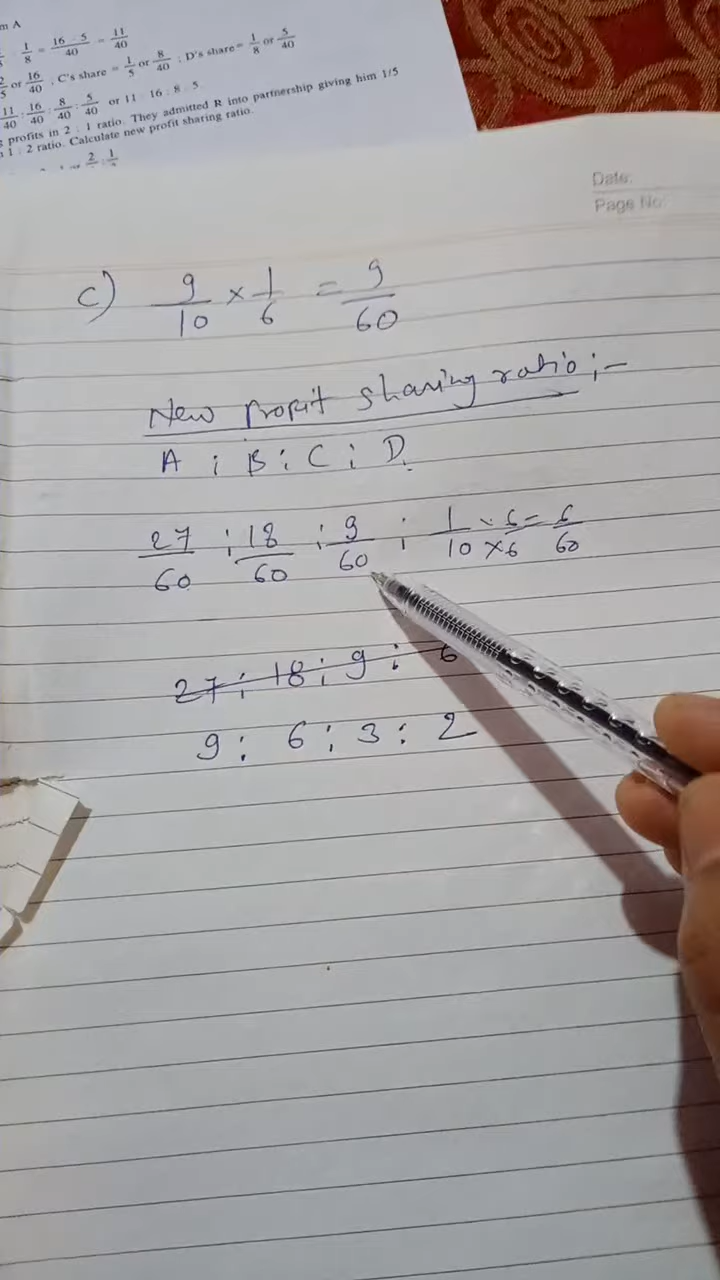 m A
1/8 = 16 - 5/40 = 11/40
2/5 or 16/40 ; C's share = 1/5 or 8/40 ; D's share = 1/8 or 5/40
11/40 : 16/40 : 8/40 : 5/40 or 11 : 16 : 8 : 5
profits in 2 : 1 ratio. They admitted R into partnership giving him 1/5
1 : 2 ratio. Calculate new profit sharing ratio.
Date:
Page No:
c) 9/10 × 1/6 = 9/60
New Profit sharing ratio :-
A : B : C : D
27/60 : 18/60 : 9/60 : 1/10 × 6/×6 = 6/60
27 : 18 : 9 : 6
9 : 6 : 3 : 2